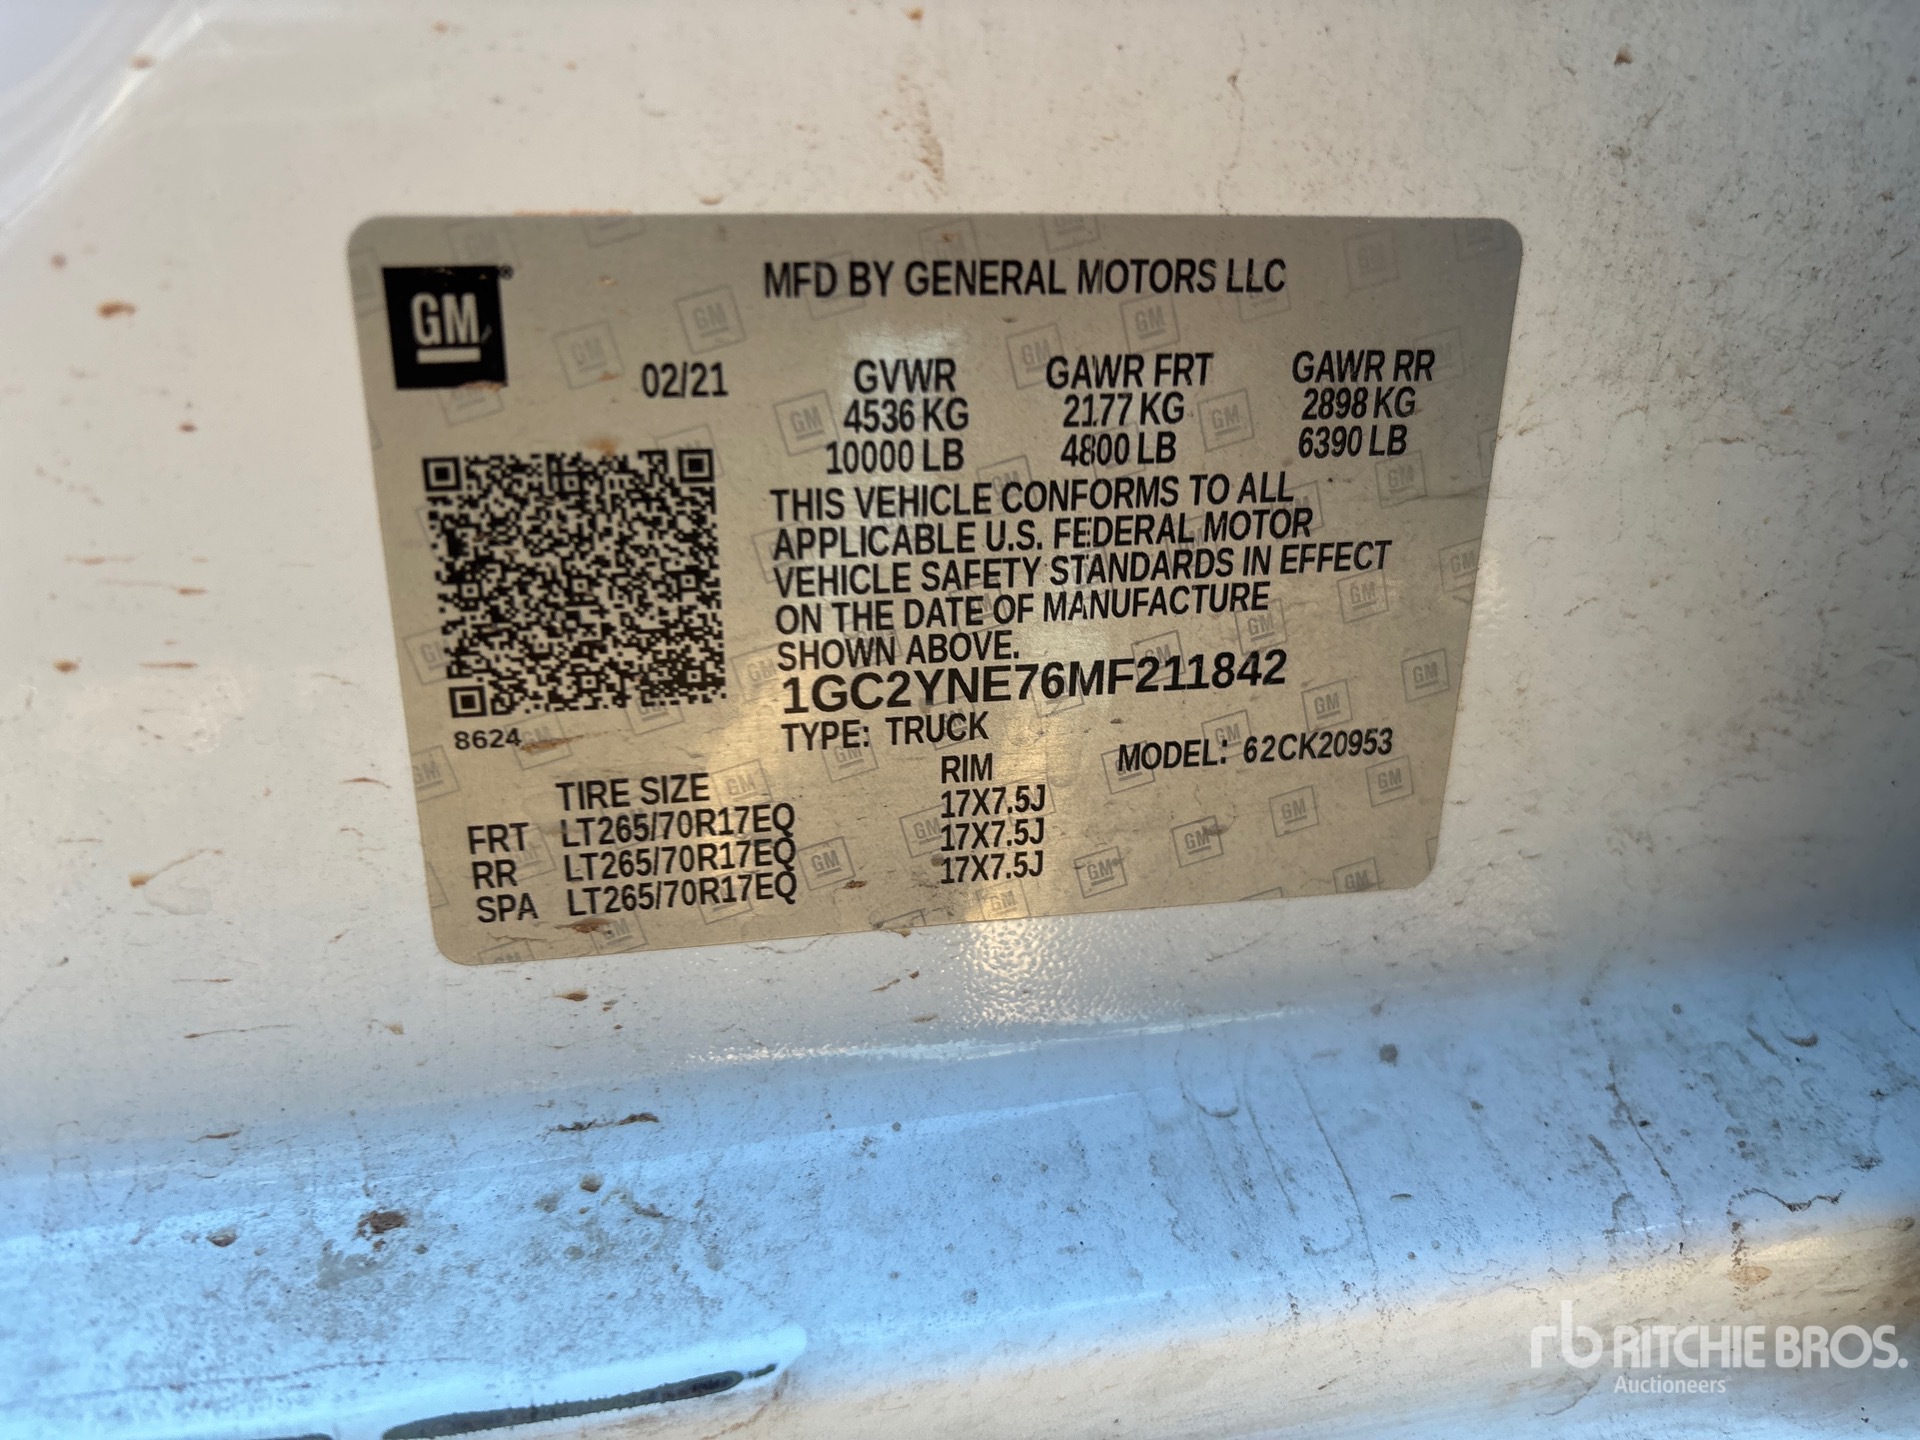 GM®
MFD BY GENERAL MOTORS LLC
02/21
GVWR
4536 KG
10000 LB
GAWR FRT
2177 KG
4800 LB
GAWR RR
2898 KG
6390 LB
THIS VEHICLE CONFORMS TO ALL
APPLICABLE U.S. FEDERAL MOTOR
VEHICLE SAFETY STANDARDS IN EFFECT
ON THE DATE OF MANUFACTURE
SHOWN ABOVE.
1GC2YNE76MF211842
8624
TYPE: TRUCK
MODEL: 62CK20953
TIRE SIZE RIM
FRT LT265/70R17EQ 17X7.5J
RR LT265/70R17EQ 17X7.5J
SPA LT265/70R17EQ 17X7.5J
rb RITCHIE BROS.
Auctioneers